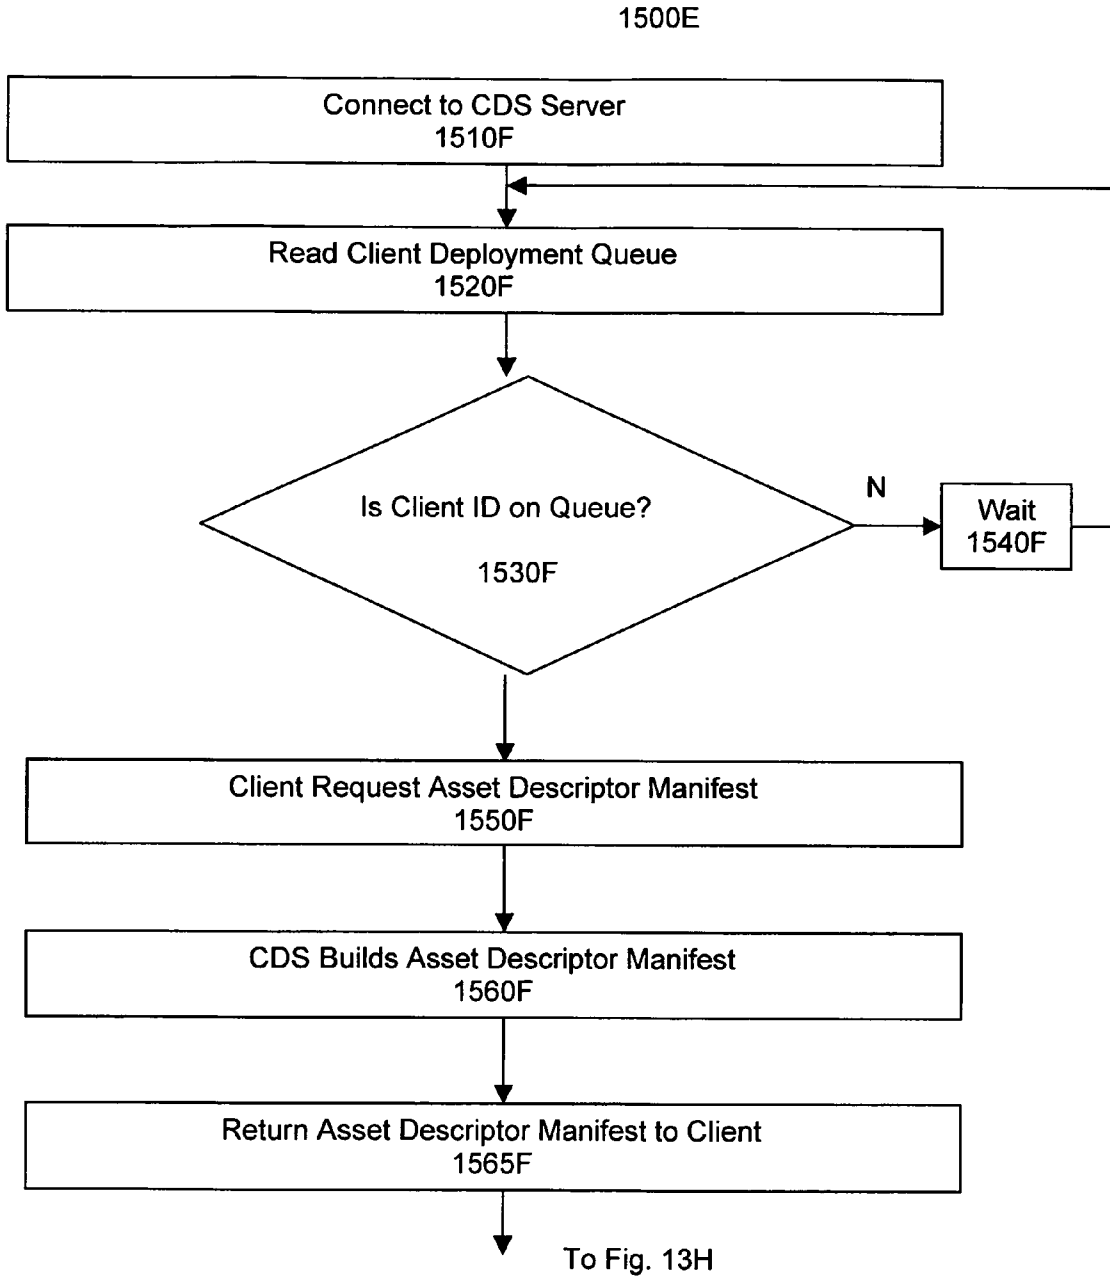 1500E
Connect to CDS Server
1510F
Read Client Deployment Queue
1520F
Is Client ID on Queue?
1530F
N
Wait
1540F
Client Request Asset Descriptor Manifest
1550F
CDS Builds Asset Descriptor Manifest
1560F
Return Asset Descriptor Manifest to Client
1565F
To Fig. 13H